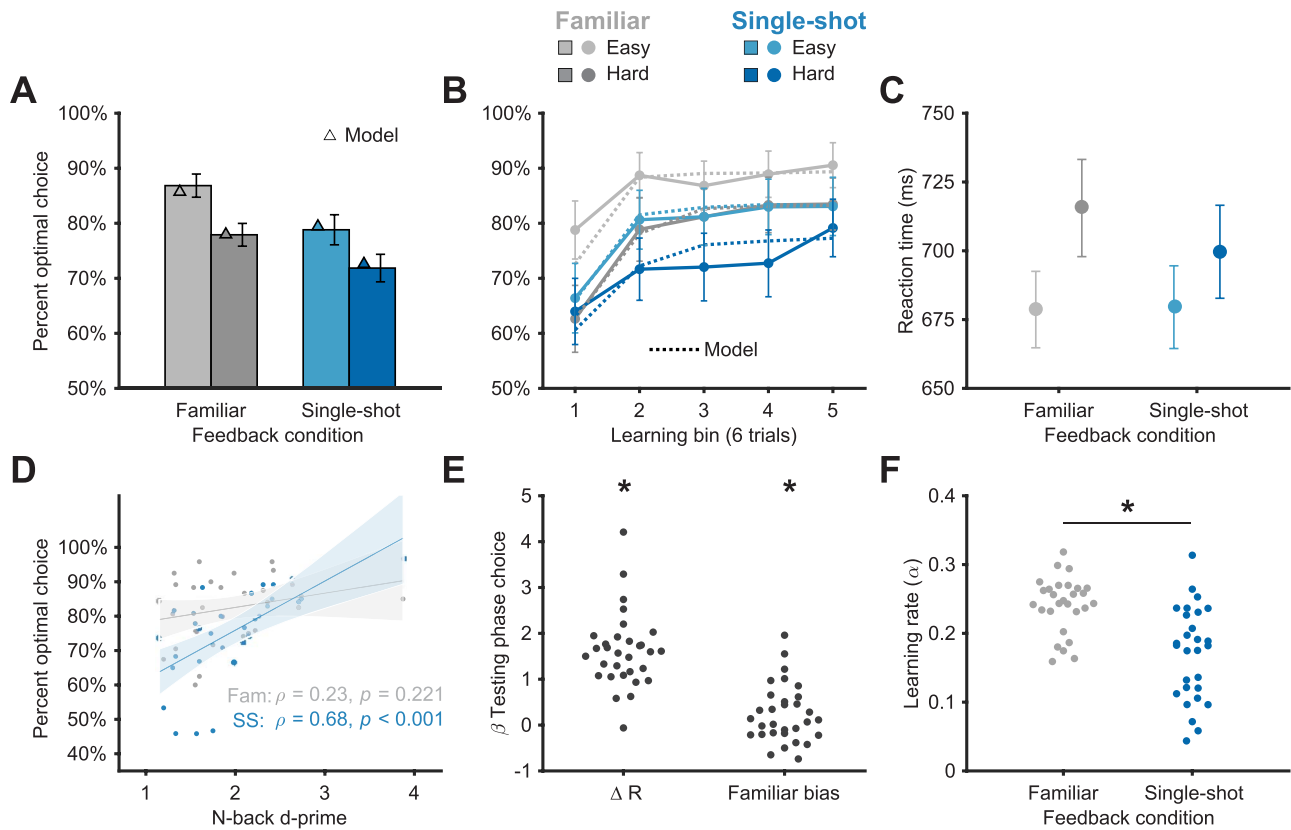 Familiar
Easy
Hard
Single-shot
Easy
Hard
A
100%
90%
80%
70%
60%
50%
Percent optimal choice
△ Model
Familiar
Single-shot
Feedback condition
B
100%
90%
80%
70%
60%
50%
Model
1 2 3 4 5
Learning bin (6 trials)
C
750
725
700
675
650
Reaction time (ms)
Familiar
Single-shot
Feedback condition
D
100%
90%
80%
70%
60%
50%
40%
Percent optimal choice
Fam: ρ = 0.23, p = 0.221
SS: ρ = 0.68, p < 0.001
1 2 3 4
N-back d-prime
E
5
4
3
2
1
0
-1
β Testing phase choice
*
*
Δ R
Familiar bias
F
0.4
0.3
0.2
0.1
0
Learning rate (α)
*
Familiar
Single-shot
Feedback condition